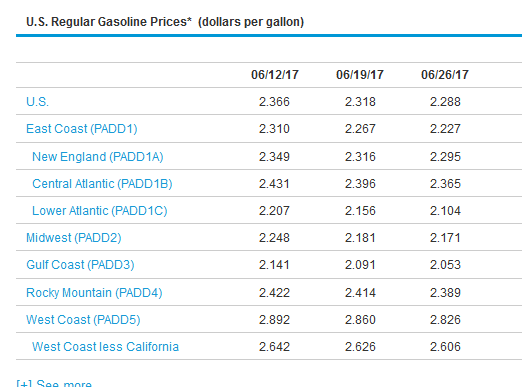 U.S. Regular Gasoline Prices* (dollars per gallon)
06/12/17 06/19/17 06/26/17
U.S. 2.366 2.318 2.288
East Coast (PADD1) 2.310 2.267 2.227
New England (PADD1A) 2.349 2.316 2.295
Central Atlantic (PADD1B) 2.431 2.396 2.365
Lower Atlantic (PADD1C) 2.207 2.156 2.104
Midwest (PADD2) 2.248 2.181 2.171
Gulf Coast (PADD3) 2.141 2.091 2.053
Rocky Mountain (PADD4) 2.422 2.414 2.389
West Coast (PADD5) 2.892 2.860 2.826
West Coast less California 2.642 2.626 2.606
[+] See more